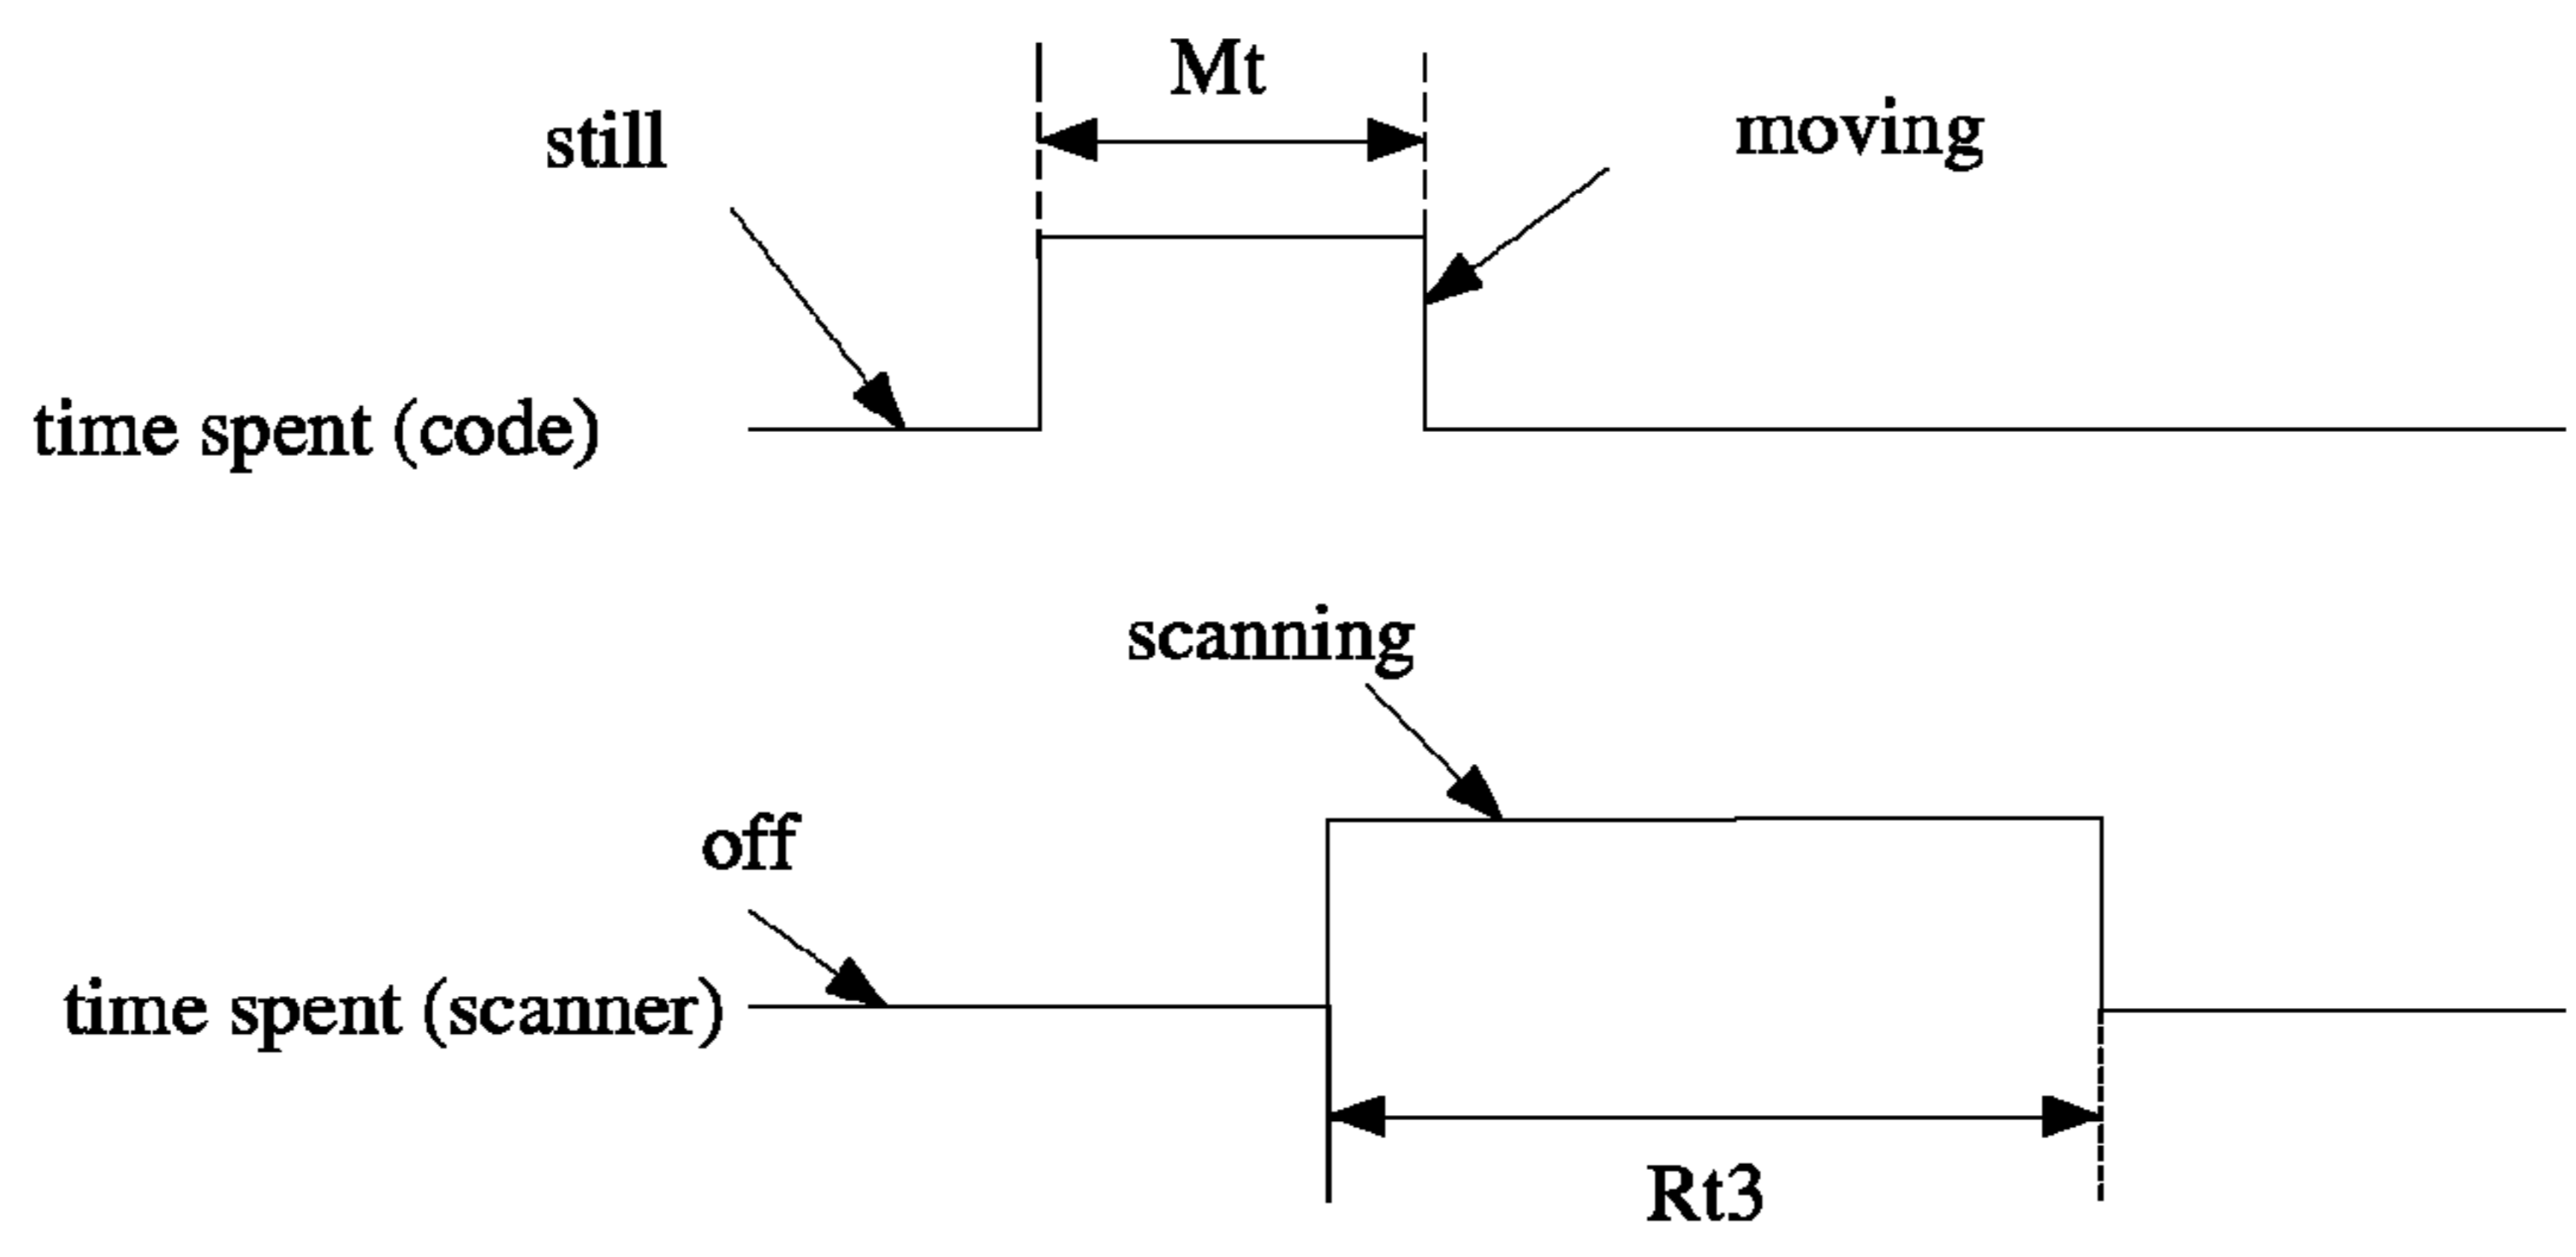 Mt
still
moving
time spent (code)
scanning
off
time spent (scanner)
Rt3